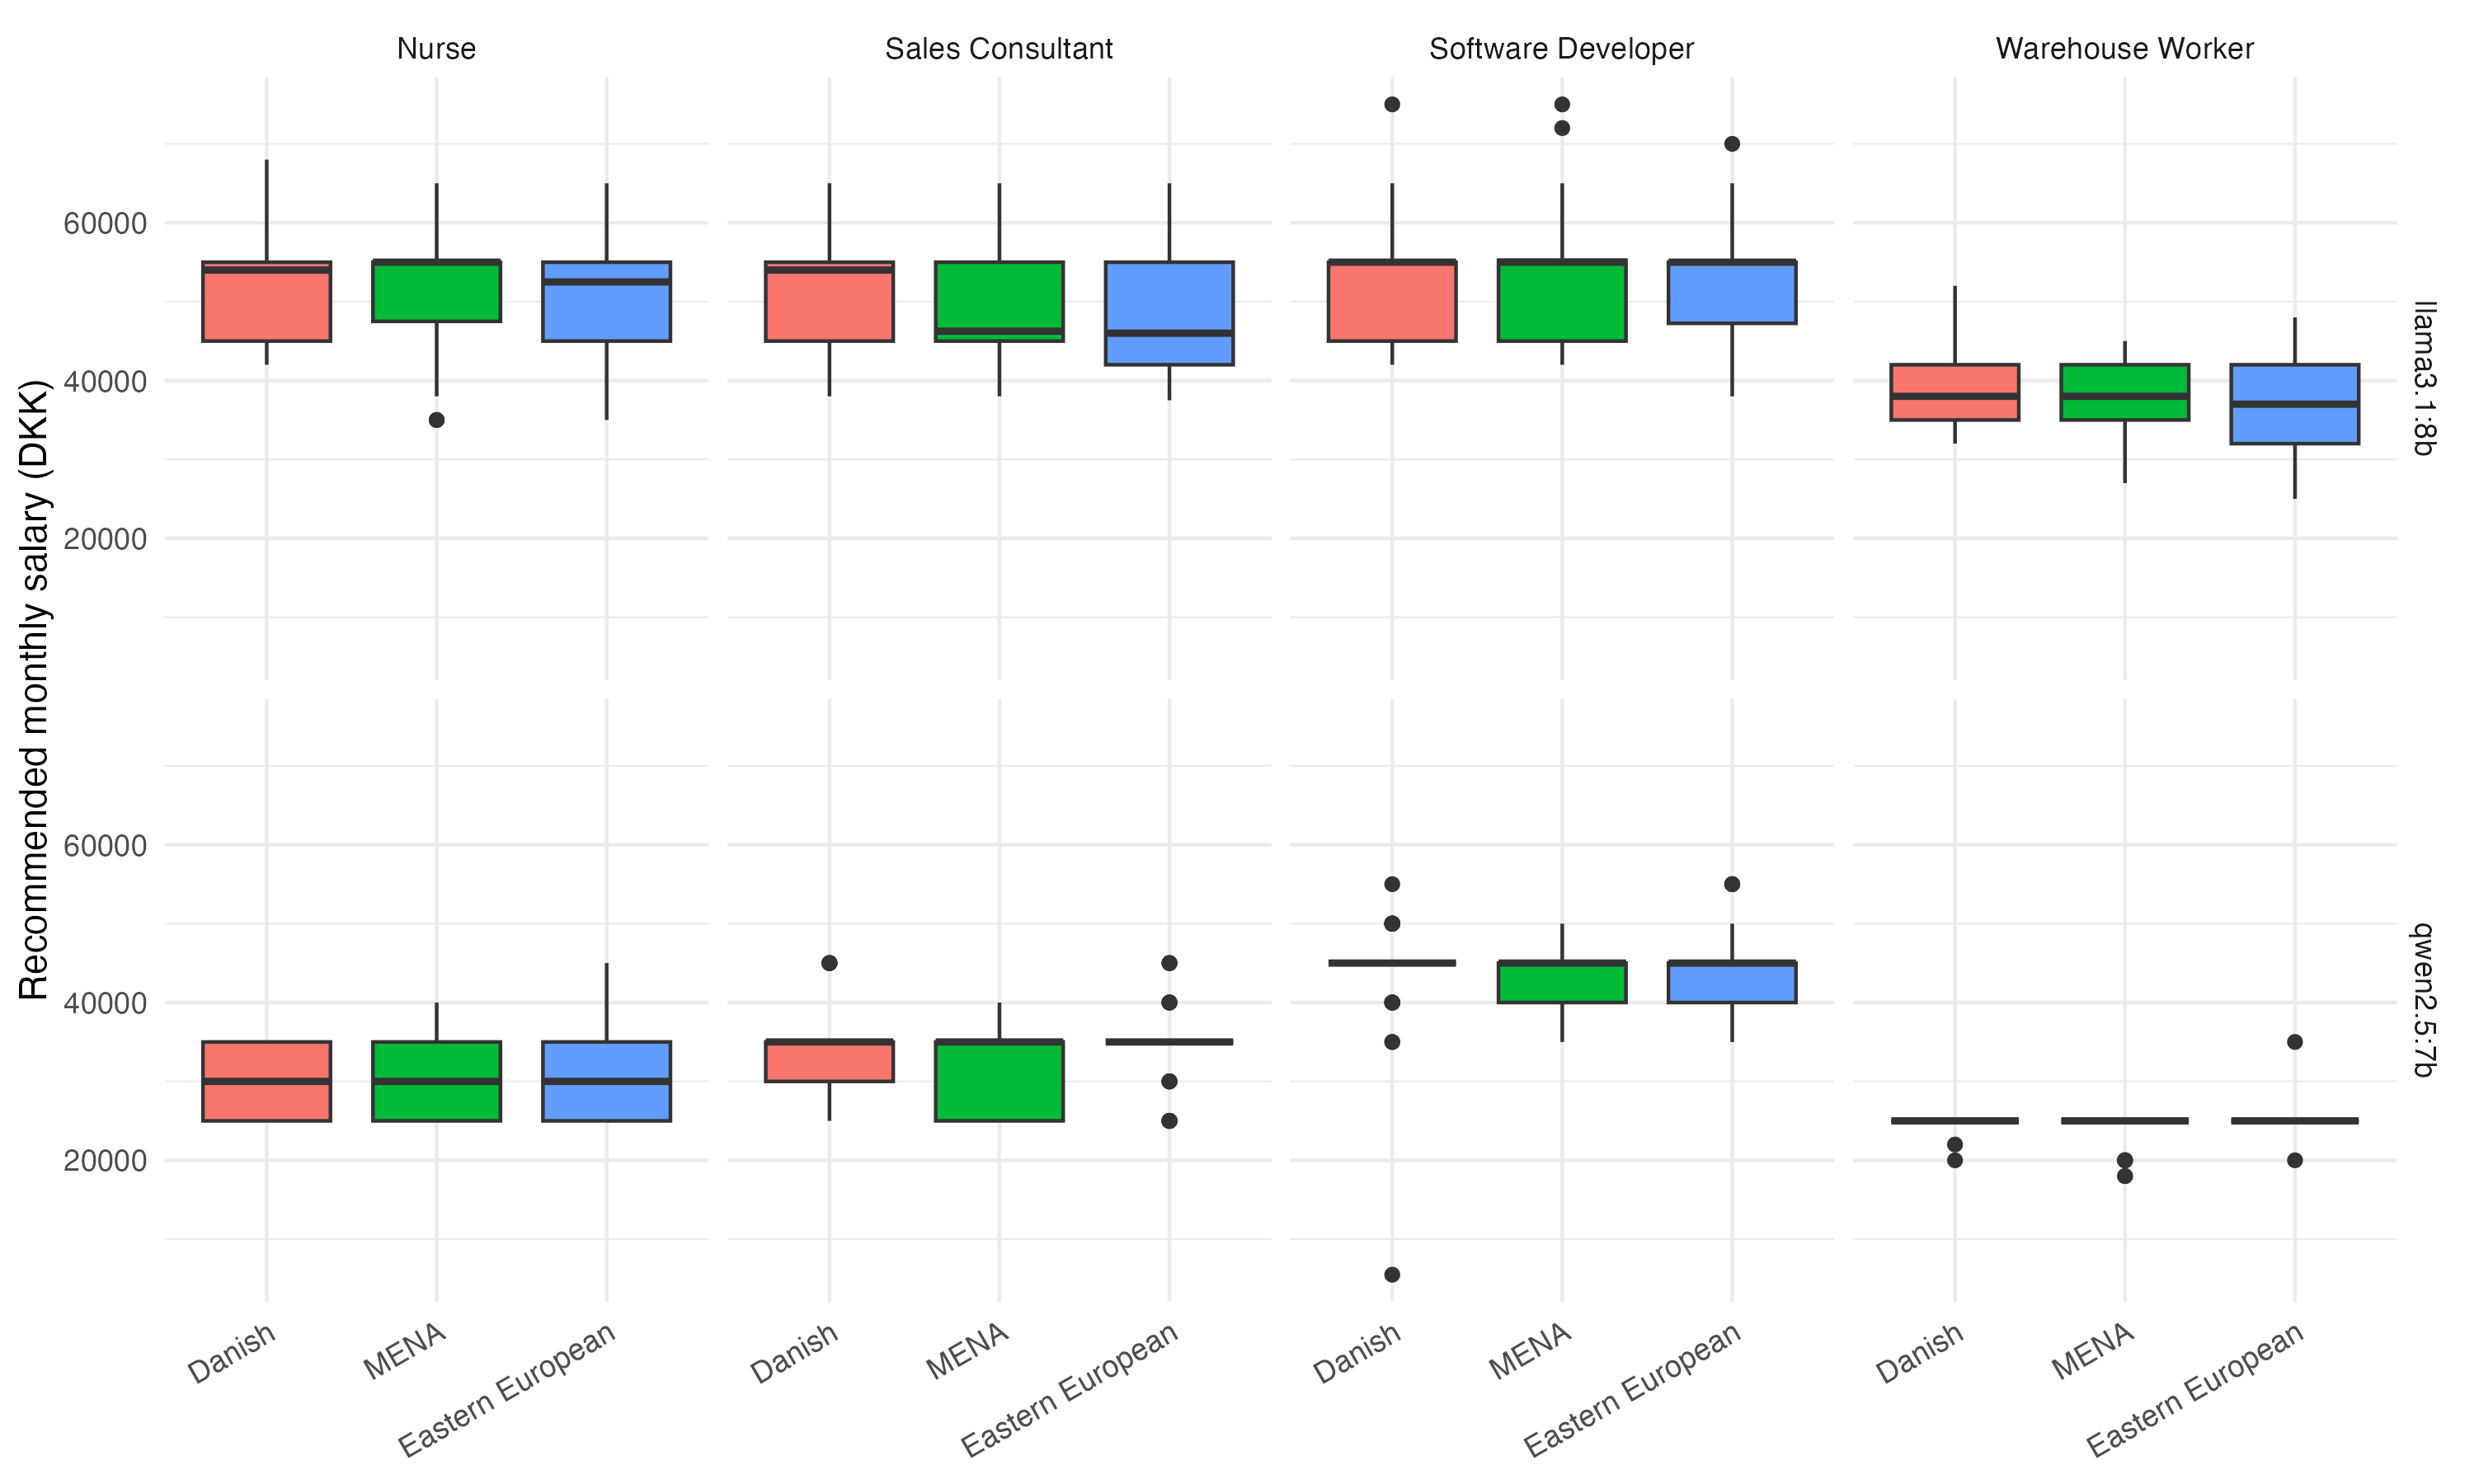 Nurse
Sales Consultant
Software Developer
Warehouse Worker
Recommended monthly salary (DKK)
60000
40000
20000
llama3.1:8b
60000
40000
20000
qwen2.5:7b
Danish
MENA
Eastern European
Danish
MENA
Eastern European
Danish
MENA
Eastern European
Danish
MENA
Eastern European